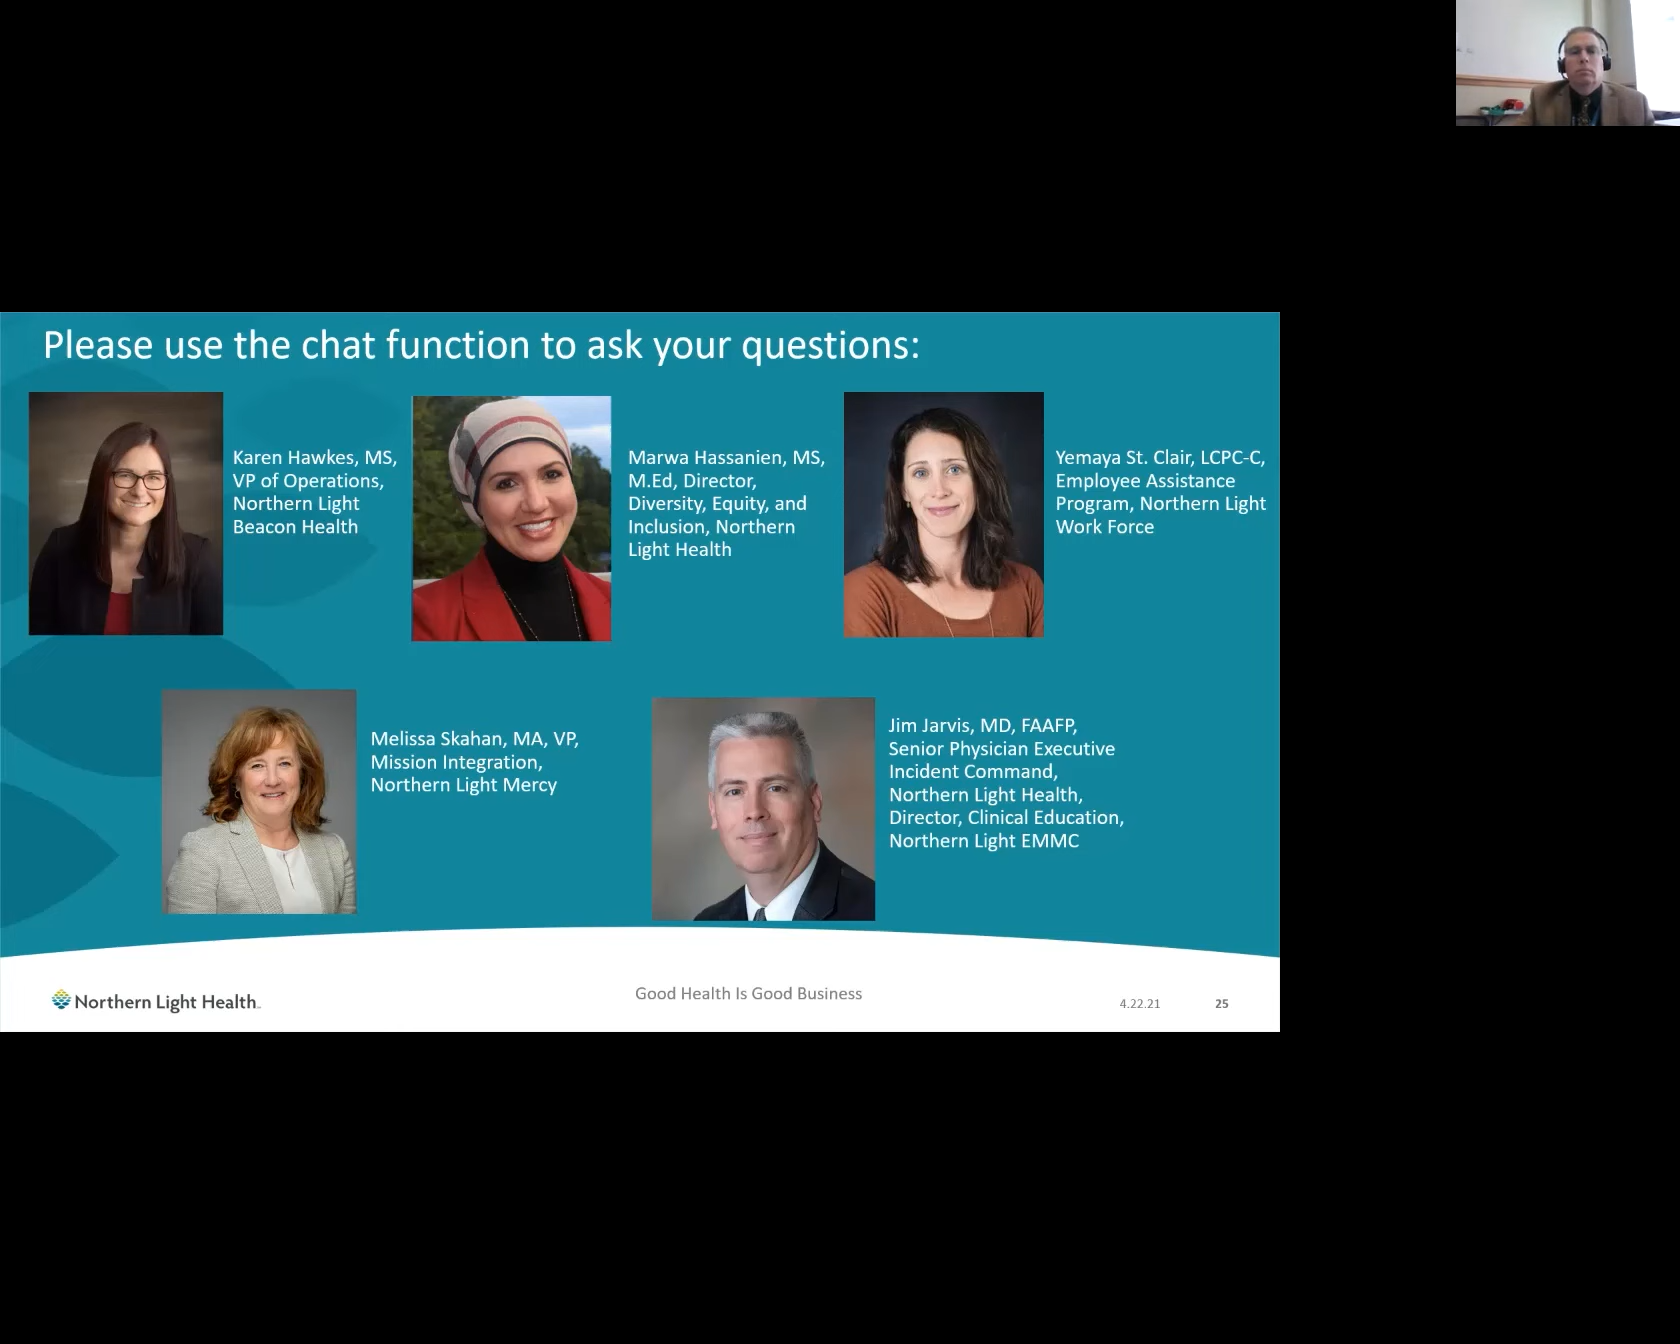 Please use the chat function to ask your questions:
Karen Hawkes, MS,
VP of Operations,
Northern Light
Beacon Health
Marwa Hassanien, MS,
M.Ed, Director,
Diversity, Equity, and
Inclusion, Northern
Light Health
Yemaya St. Clair, LCPC-C,
Employee Assistance
Program, Northern Light
Work Force
Melissa Skahan, MA, VP,
Mission Integration,
Northern Light Mercy
Jim Jarvis, MD, FAAFP,
Senior Physician Executive
Incident Command,
Northern Light Health,
Director, Clinical Education,
Northern Light EMMC
Northern Light Health
Good Health Is Good Business
4.22.21
25